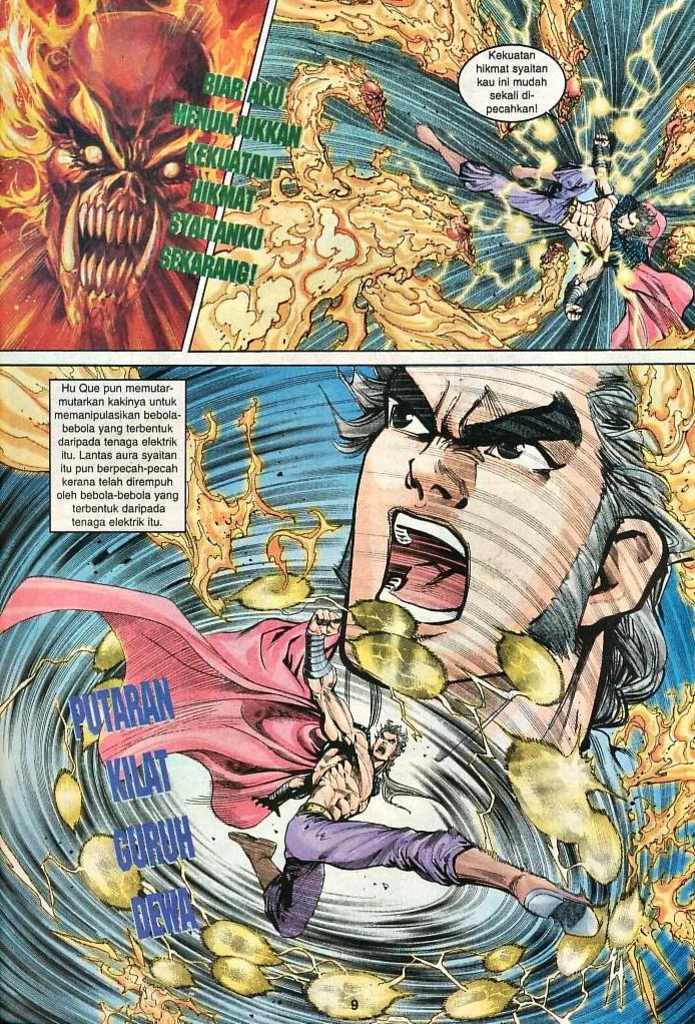 BIAR AKU
MENUNJUKKAN
KEKUATAN
HIKMAT
SYAITANKU
SEKARANG!
Kekuatan
hikmat syaitan
kau ini mudah
sekali di-
pecahkan!
Hu Que pun memutar-
mutarkan kakinya untuk
memanipulasikan bebola-
bebola yang terbentuk
daripada tenaga elektrik
itu. Lantas aura syaitan
itu pun berpecah-pecah
kerana telah dirempuh
oleh bebola-bebola yang
terbentuk daripada
tenaga elektrik itu.
PUTARAN
KILAT
GURUH
DEWA
9